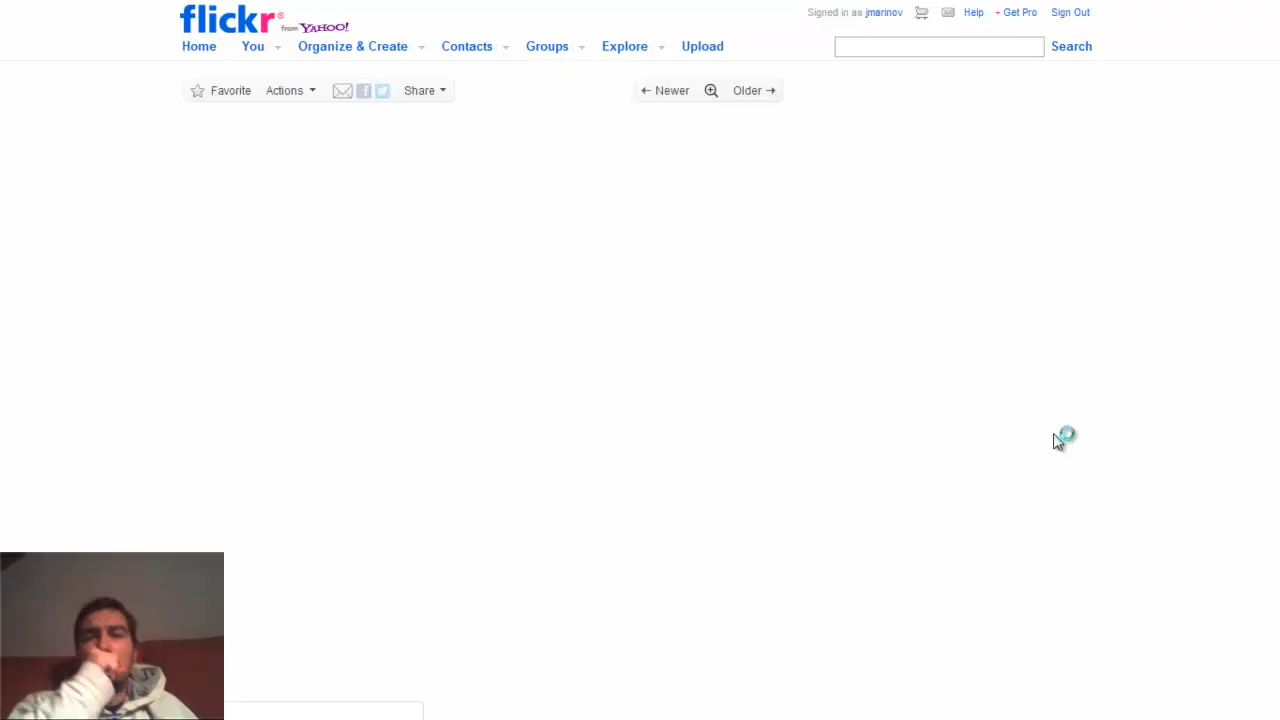 flickr® from YAHOO!
Signed in as jmarinov Help + Get Pro Sign Out
Home You Organize & Create Contacts Groups Explore Upload Search
Favorite Actions Share
← Newer Older →